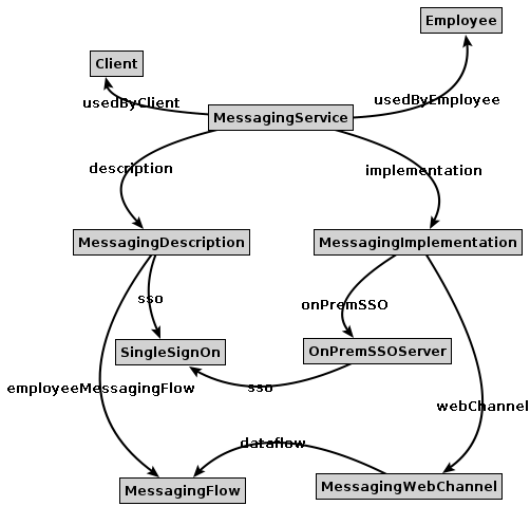 Employee
Client
usedByClient
usedByEmployee
MessagingService
description
implementation
MessagingDescription
MessagingImplementation
sso
onPremSSO
SingleSignOn
OnPremSSOServer
employeeMessagingFlow
sso
webChannel
dataflow
MessagingFlow
MessagingWebChannel